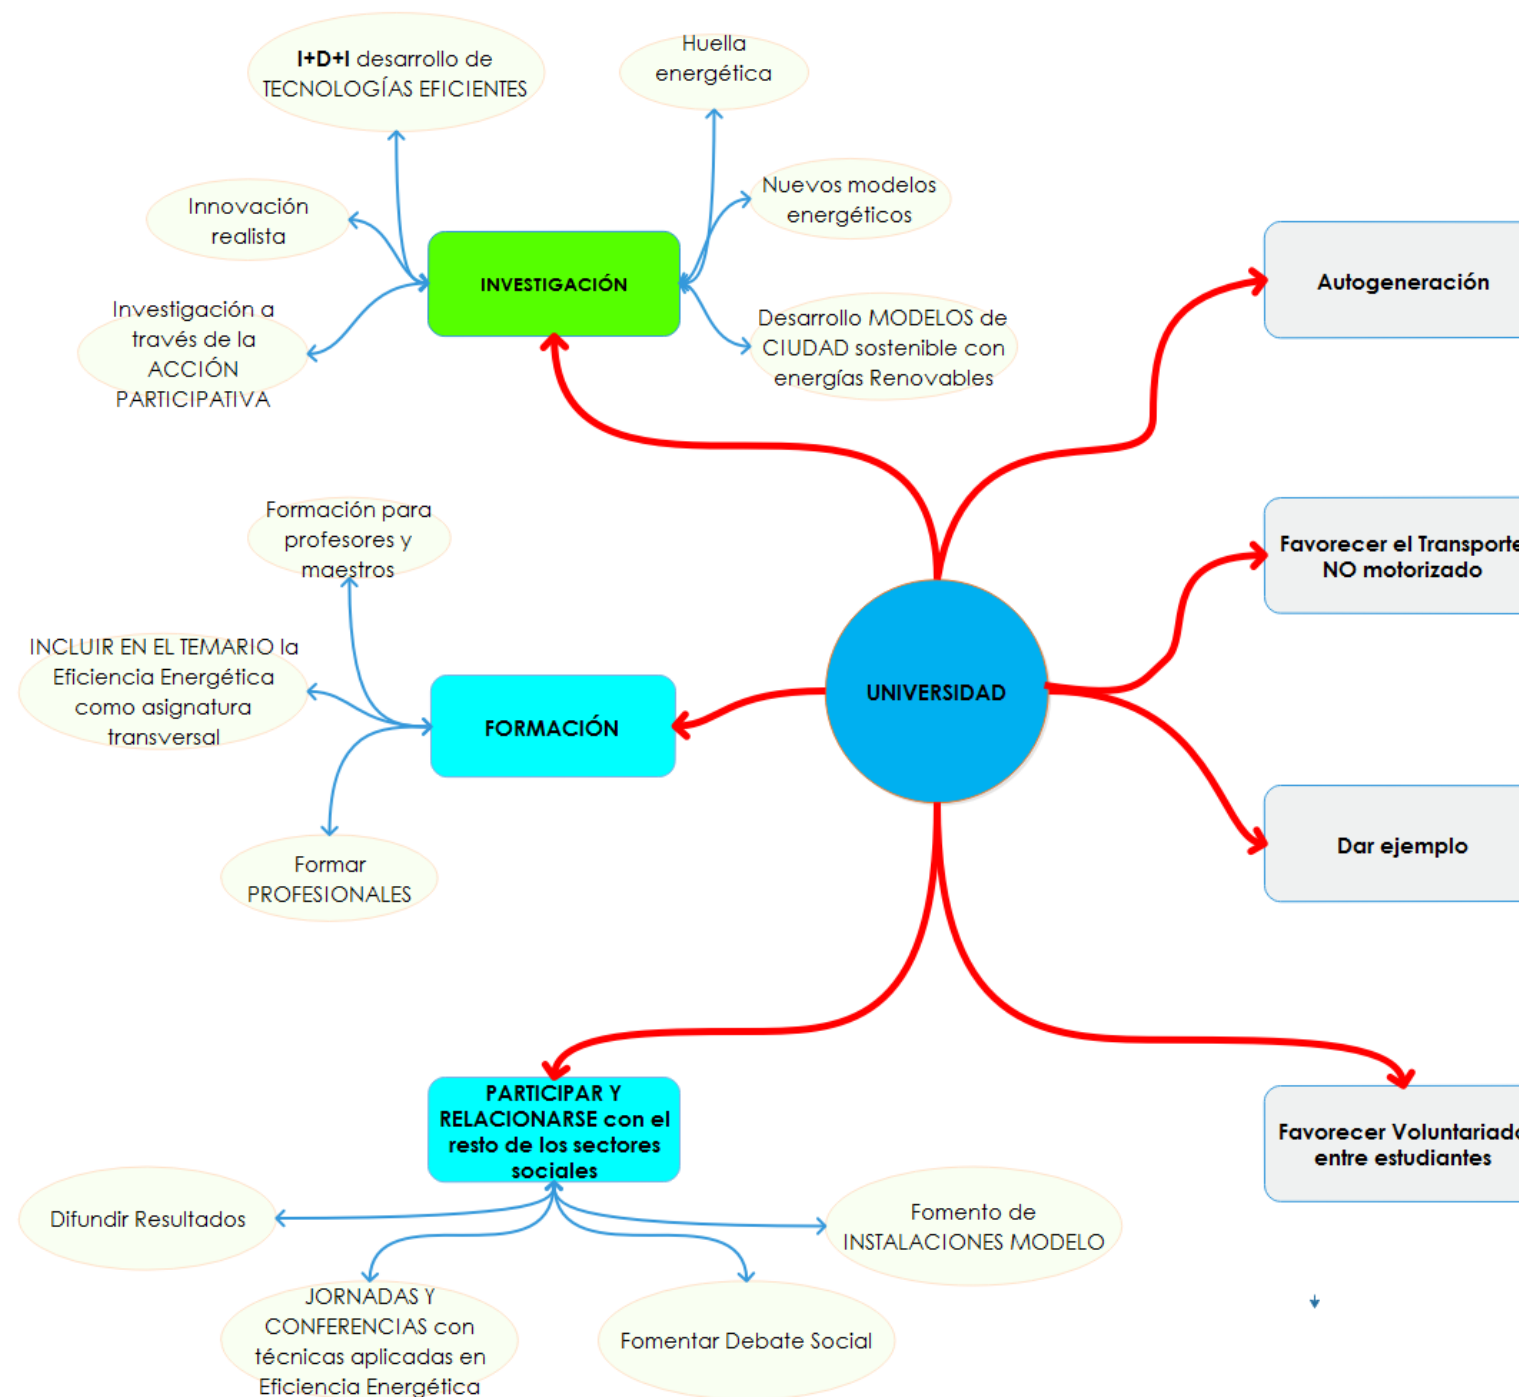 I+D+I desarrollo de
TECNOLOGÍAS EFICIENTES
Huella
energética
Innovación
realista
Nuevos modelos
energéticos
INVESTIGACIÓN
Investigación a
través de la
ACCIÓN
PARTICIPATIVA
Desarrollo MODELOS de
CIUDAD sostenible con
energías Renovables
Autogeneración
Formación para
profesores y
maestros
Favorecer el Transporte
NO motorizado
INCLUIR EN EL TEMARIO la
Eficiencia Energética
como asignatura
transversal
FORMACIÓN
UNIVERSIDAD
Formar
PROFESIONALES
Dar ejemplo
PARTICIPAR Y
RELACIONARSE con el
resto de los sectores
sociales
Favorecer Voluntariado
entre estudiantes
Difundir Resultados
Fomento de
INSTALACIONES MODELO
JORNADAS Y
CONFERENCIAS con
técnicas aplicadas en
Eficiencia Energética
Fomentar Debate Social